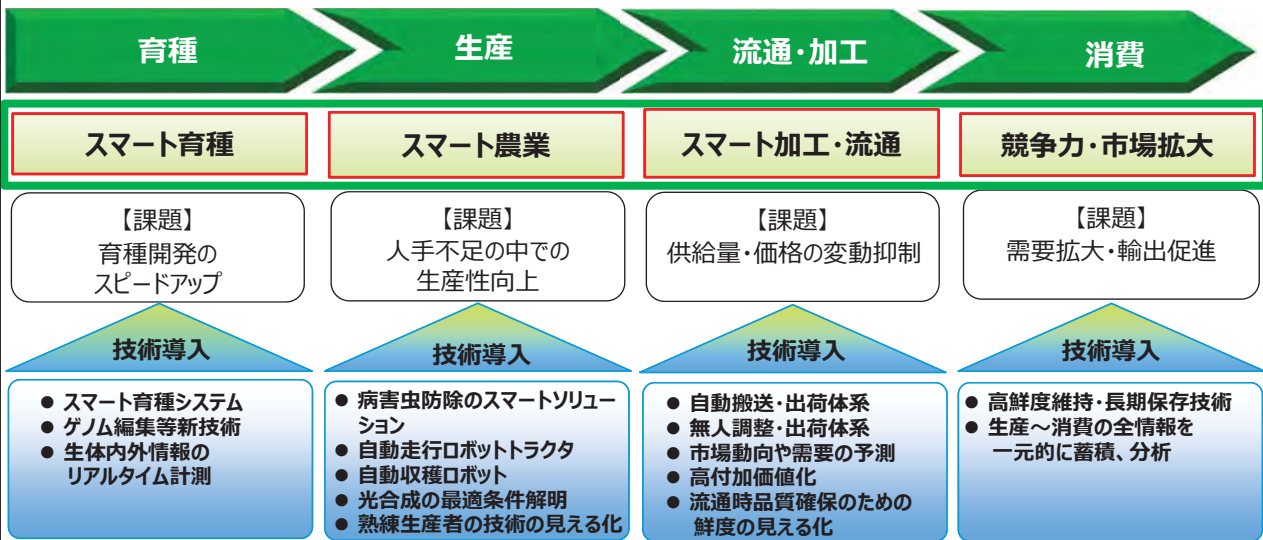 育種
生産
流通・加工
消費
スマート育種
スマート農業
スマート加工・流通
競争力・市場拡大
【課題】
育種開発の
スピードアップ
【課題】
人手不足の中での
生産性向上
【課題】
供給量・価格の変動抑制
【課題】
需要拡大・輸出促進
技術導入
技術導入
技術導入
技術導入
● スマート育種システム
● ゲノム編集等新技術
● 生体内外情報の
リアルタイム計測
● 病害虫防除のスマートソリュー
ション
● 自動走行ロボットトラクタ
● 自動収穫ロボット
● 光合成の最適条件解明
● 熟練生産者の技術の見える化
● 自動搬送・出荷体系
● 無人調整・出荷体系
● 市場動向や需要の予測
● 高付加価値化
● 流通時品質確保のための
鮮度の見える化
● 高鮮度維持・長期保存技術
● 生産～消費の全情報を
一元的に蓄積、分析